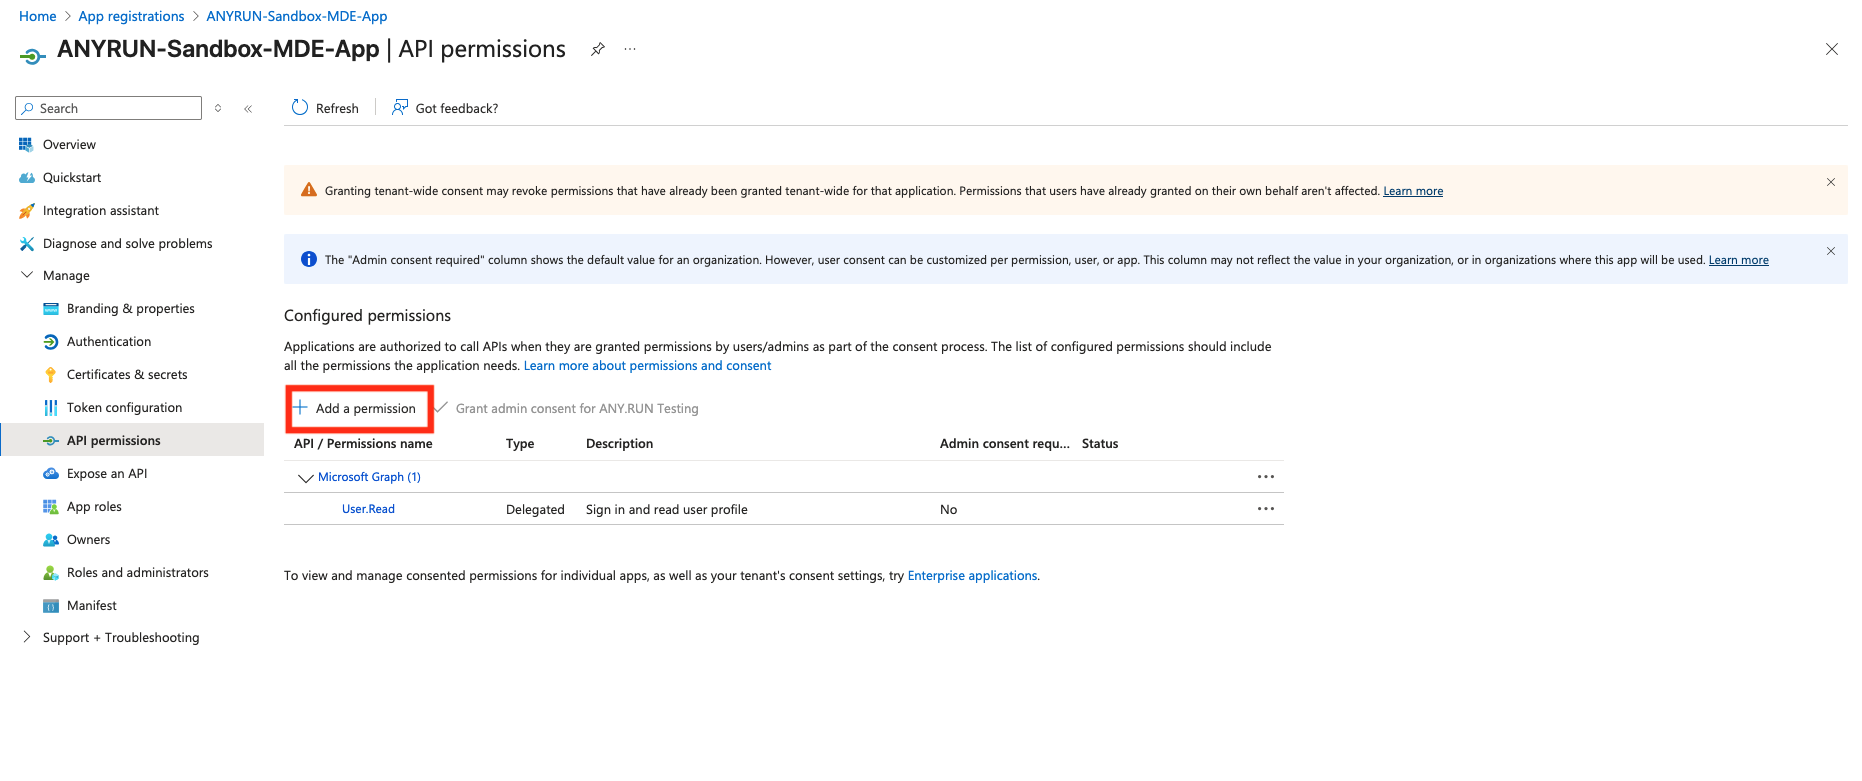 Home > App registrations > ANYRUN-Sandbox-MDE-App
ANYRUN-Sandbox-MDE-App | API permissions
Search
Refresh
Got feedback?
Overview
Quickstart
Integration assistant
Diagnose and solve problems
Manage
Branding & properties
Authentication
Certificates & secrets
Token configuration
API permissions
Expose an API
App roles
Owners
Roles and administrators
Manifest
Support + Troubleshooting
Granting tenant-wide consent may revoke permissions that have already been granted tenant-wide for that application. Permissions that users have already granted on their own behalf aren't affected. Learn more
The "Admin consent required" column shows the default value for an organization. However, user consent can be customized per permission, user, or app. This column may not reflect the value in your organization, or in organizations where this app will be used. Learn more
Configured permissions
Applications are authorized to call APIs when they are granted permissions by users/admins as part of the consent process. The list of configured permissions should include
all the permissions the application needs. Learn more about permissions and consent
Add a permission
Grant admin consent for ANY.RUN Testing
API / Permissions name Type Description Admin consent requ... Status
Microsoft Graph (1)
User.Read Delegated Sign in and read user profile No
To view and manage consented permissions for individual apps, as well as your tenant's consent settings, try Enterprise applications.